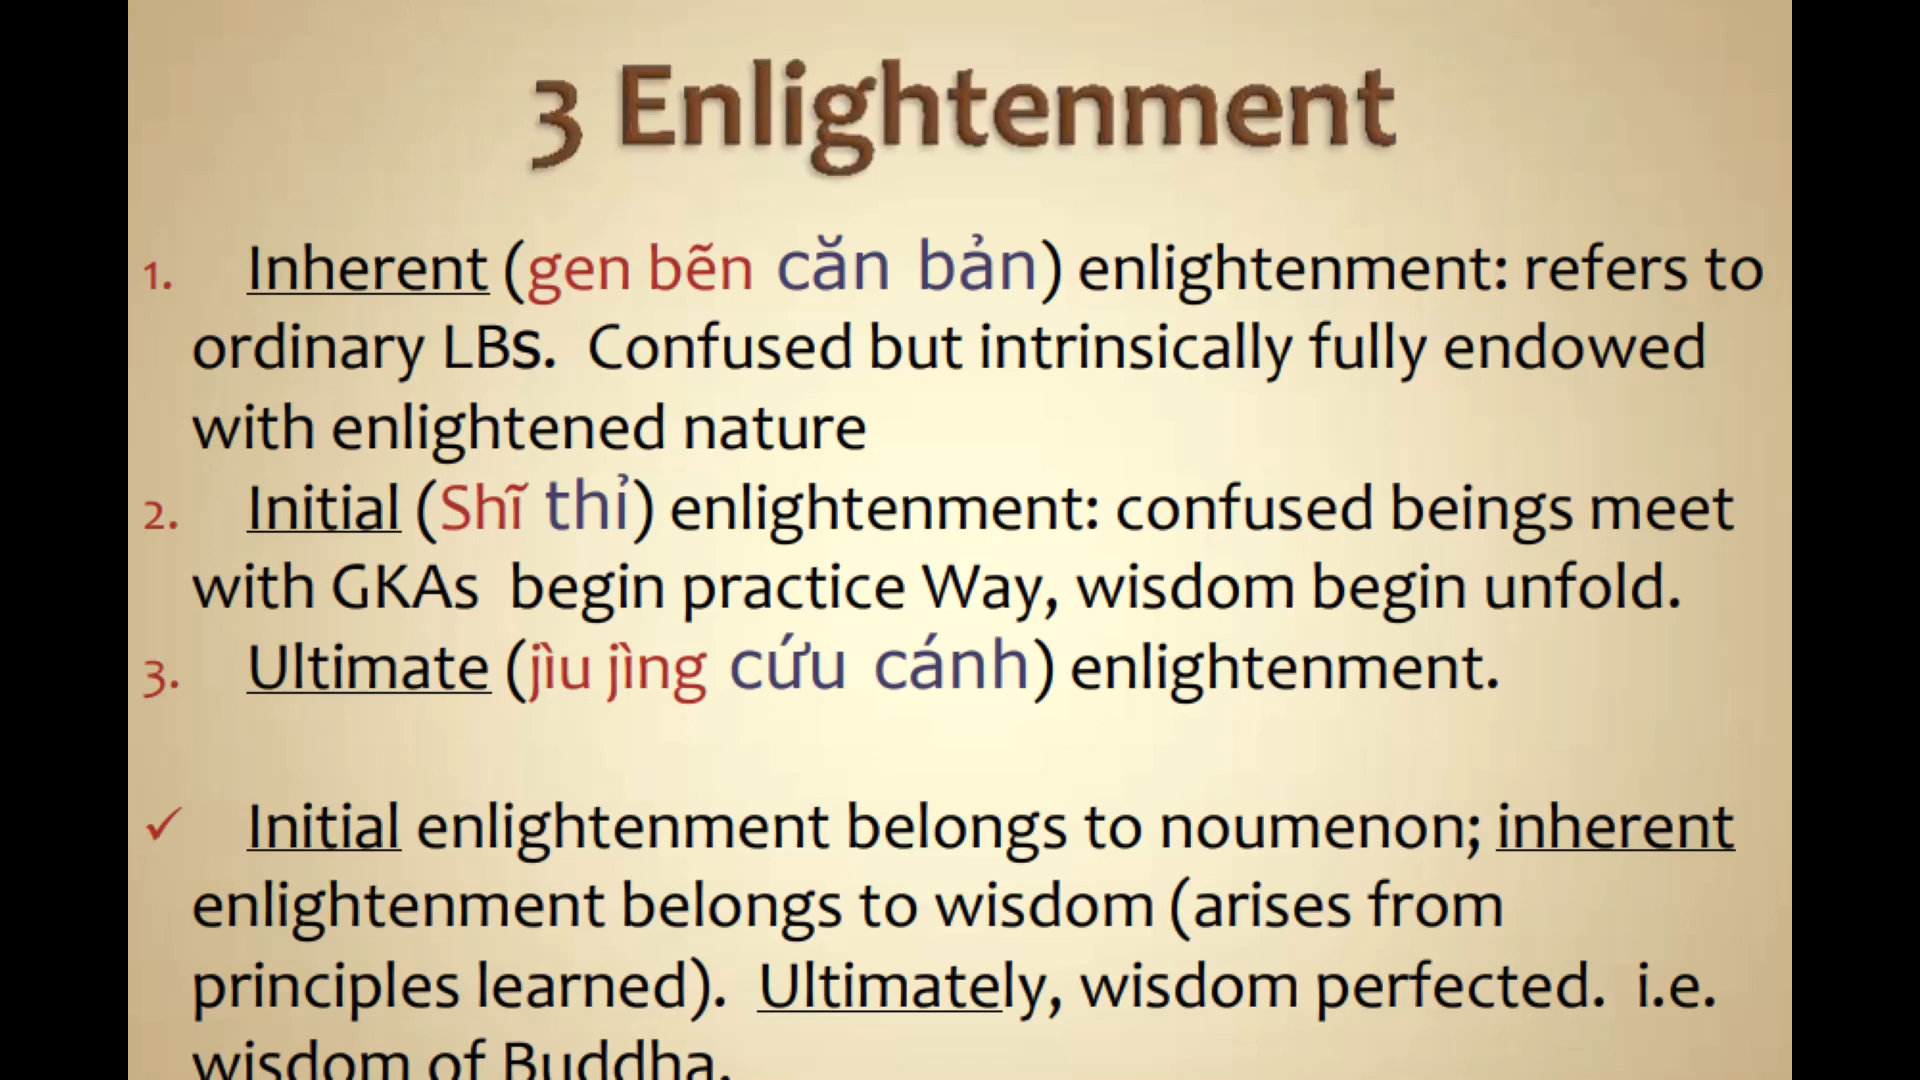 3 Enlightenment
1. Inherent (gen bẽn căn bản) enlightenment: refers to
ordinary LBs. Confused but intrinsically fully endowed
with enlightened nature
2. Initial (Shĩ thỉ) enlightenment: confused beings meet
with GKAs begin practice Way, wisdom begin unfold.
3. Ultimate (jìu jìng cứu cánh) enlightenment.
✓ Initial enlightenment belongs to noumenon; inherent
enlightenment belongs to wisdom (arises from
principles learned). Ultimately, wisdom perfected. i.e.
wisdom of Buddha.